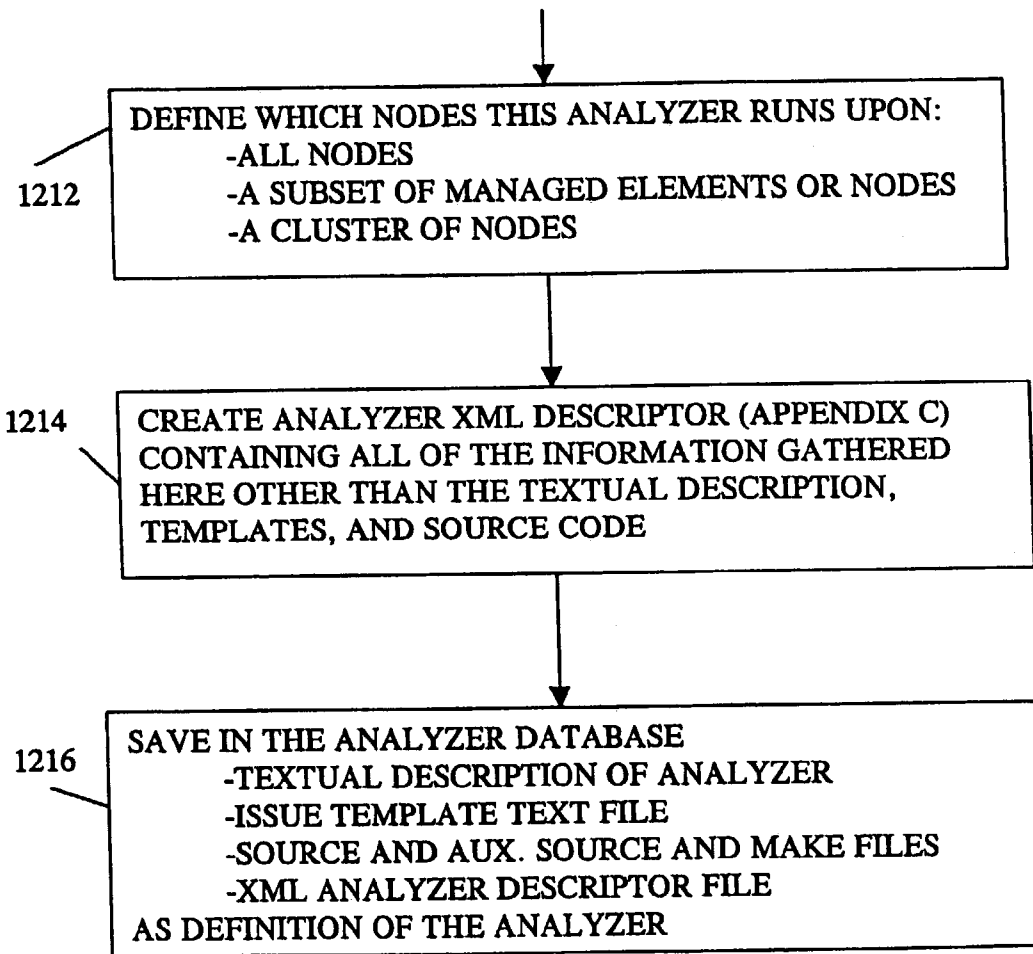 DEFINE WHICH NODES THIS ANALYZER RUNS UPON:
-ALL NODES
-A SUBSET OF MANAGED ELEMENTS OR NODES
-A CLUSTER OF NODES
1212
1214
CREATE ANALYZER XML DESCRIPTOR (APPENDIX C)
CONTAINING ALL OF THE INFORMATION GATHERED
HERE OTHER THAN THE TEXTUAL DESCRIPTION,
TEMPLATES, AND SOURCE CODE
1216
SAVE IN THE ANALYZER DATABASE
-TEXTUAL DESCRIPTION OF ANALYZER
-ISSUE TEMPLATE TEXT FILE
-SOURCE AND AUX. SOURCE AND MAKE FILES
-XML ANALYZER DESCRIPTOR FILE
AS DEFINITION OF THE ANALYZER